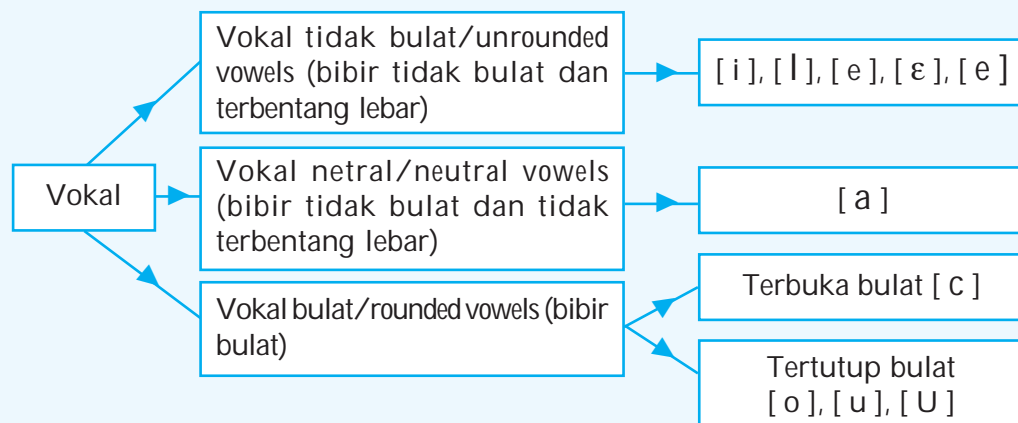 Vokal
Vokal tidak bulat/unrounded
vowels (bibir tidak bulat dan
terbentang lebar)
[i], [I], [e], [ɛ], [e]
Vokal netral/neutral vowels
(bibir tidak bulat dan tidak
terbentang lebar)
[a]
Vokal bulat/rounded vowels (bibir
bulat)
Terbuka bulat [c]
Tertutup bulat
[o], [u], [U]